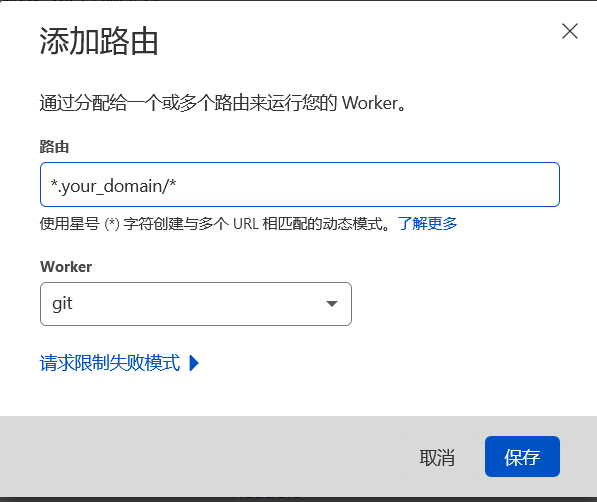 添加路由
通过分配给一个或多个路由来运行您的 Worker。
路由
*.your_domain/*
使用星号 (*) 字符创建与多个 URL 相匹配的动态模式。了解更多
Worker
git
请求限制失败模式
取消
保存